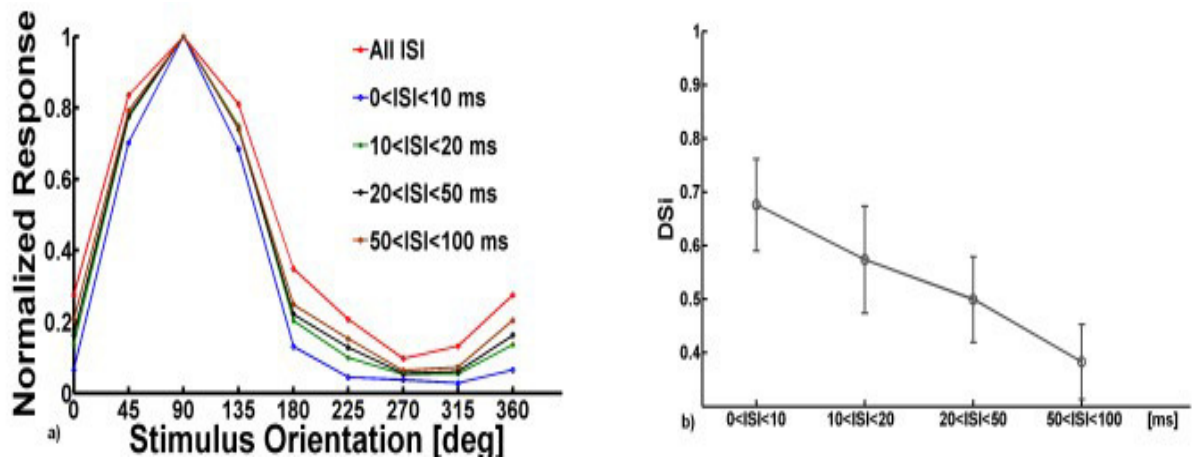 Normalized Response
1
0.8
0.6
0.4
0.2
0
0 45 90 135 180 225 270 315 360
a) Stimulus Orientation [deg]
All ISI
0<ISI<10 ms
10<ISI<20 ms
20<ISI<50 ms
50<ISI<100 ms
DSi
1
0.9
0.8
0.7
0.6
0.5
0.4
b) 0<ISI<10 10<ISI<20 20<ISI<50 50<ISI<100 [ms]